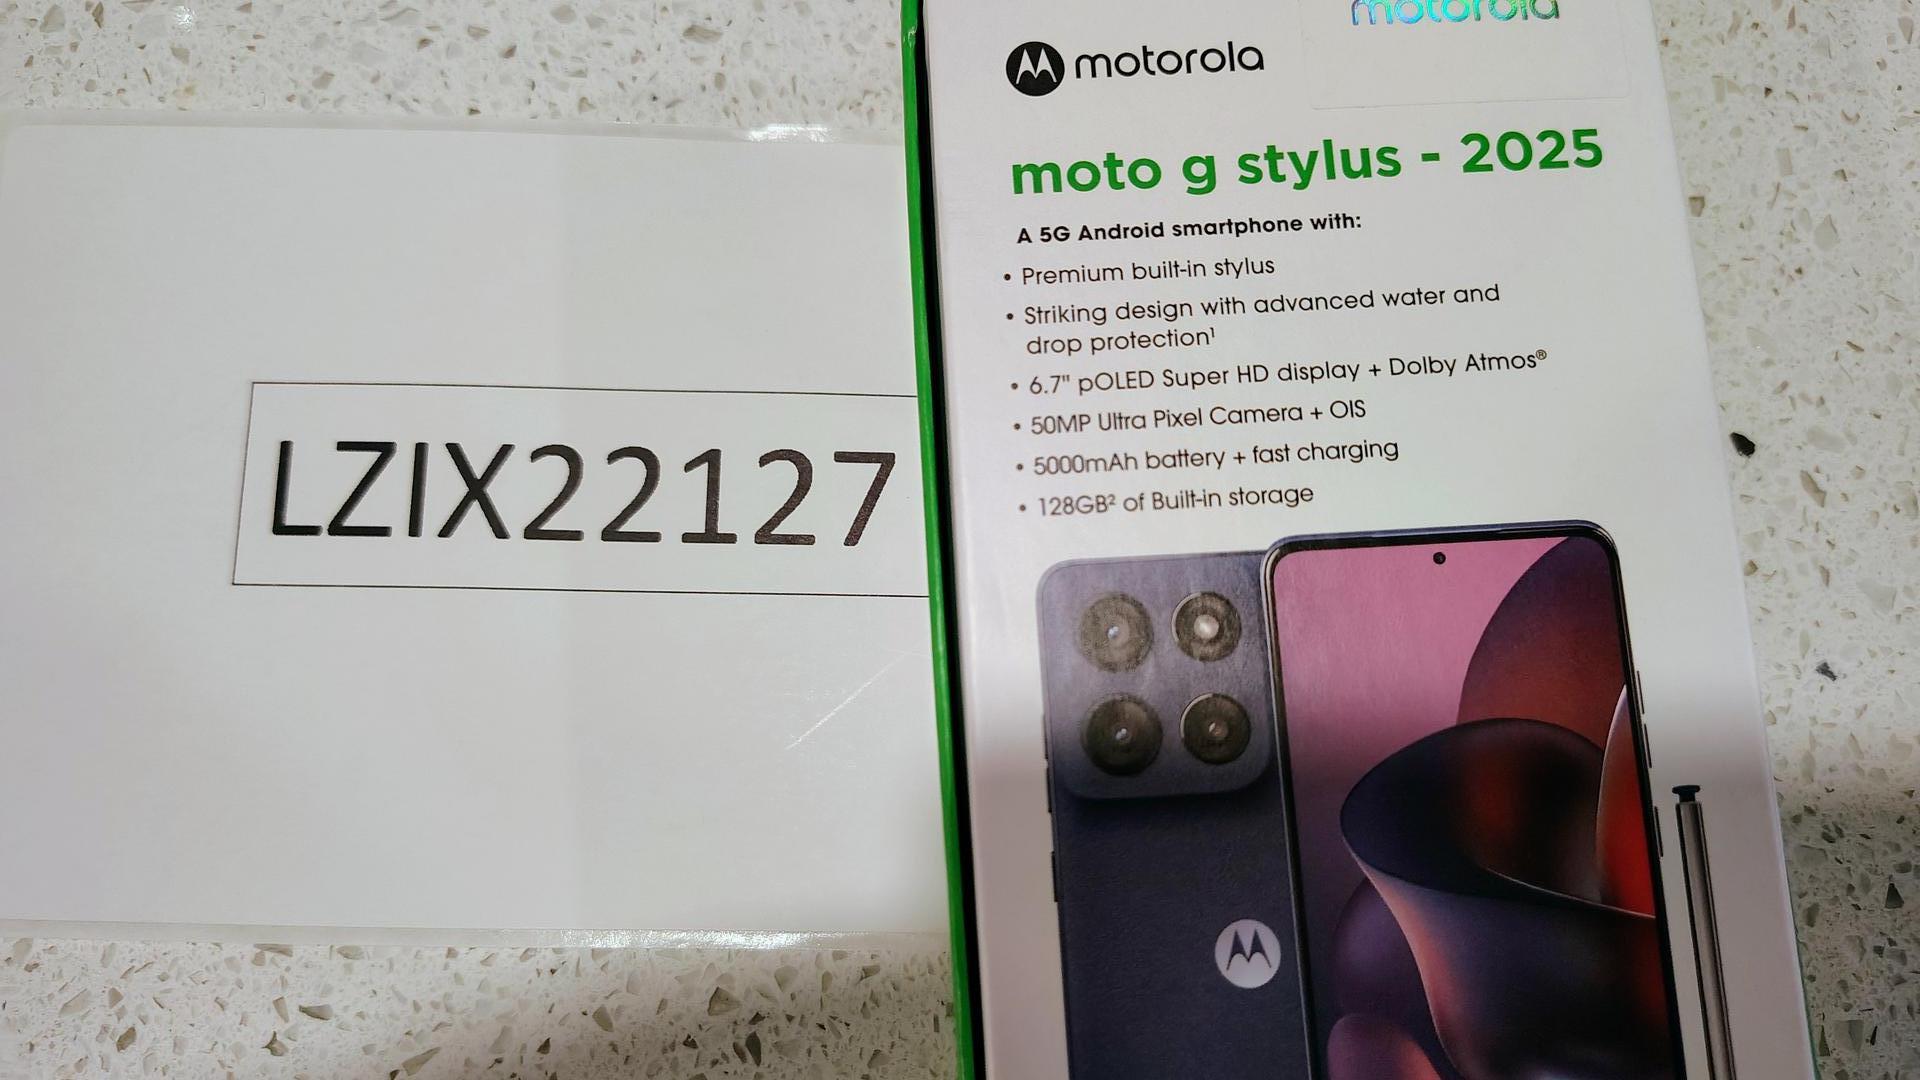 LZIX22127
motorola
motorola
moto g stylus - 2025
A 5G Android smartphone with:
• Premium built-in stylus
• Striking design with advanced water and
drop protection¹
• 6.7" pOLED Super HD display + Dolby Atmos®
• 50MP Ultra Pixel Camera + OIS
• 5000mAh battery + fast charging
• 128GB² of Built-in storage